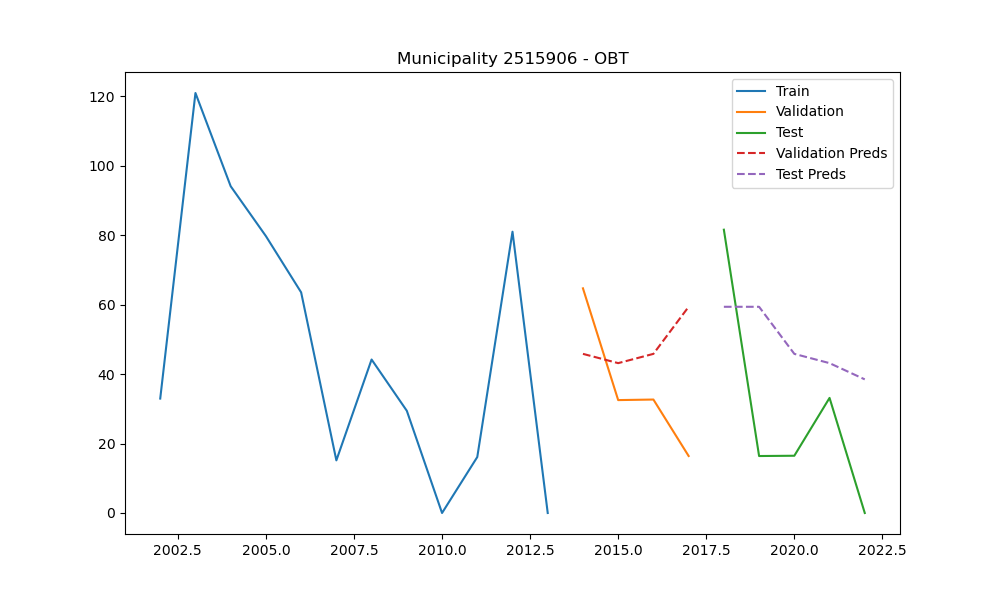 Municipality 2515906 - OBT
Train
Validation
Test
Validation Preds
Test Preds
120
100
80
60
40
20
0
2002.5 2005.0 2007.5 2010.0 2012.5 2015.0 2017.5 2020.0 2022.5